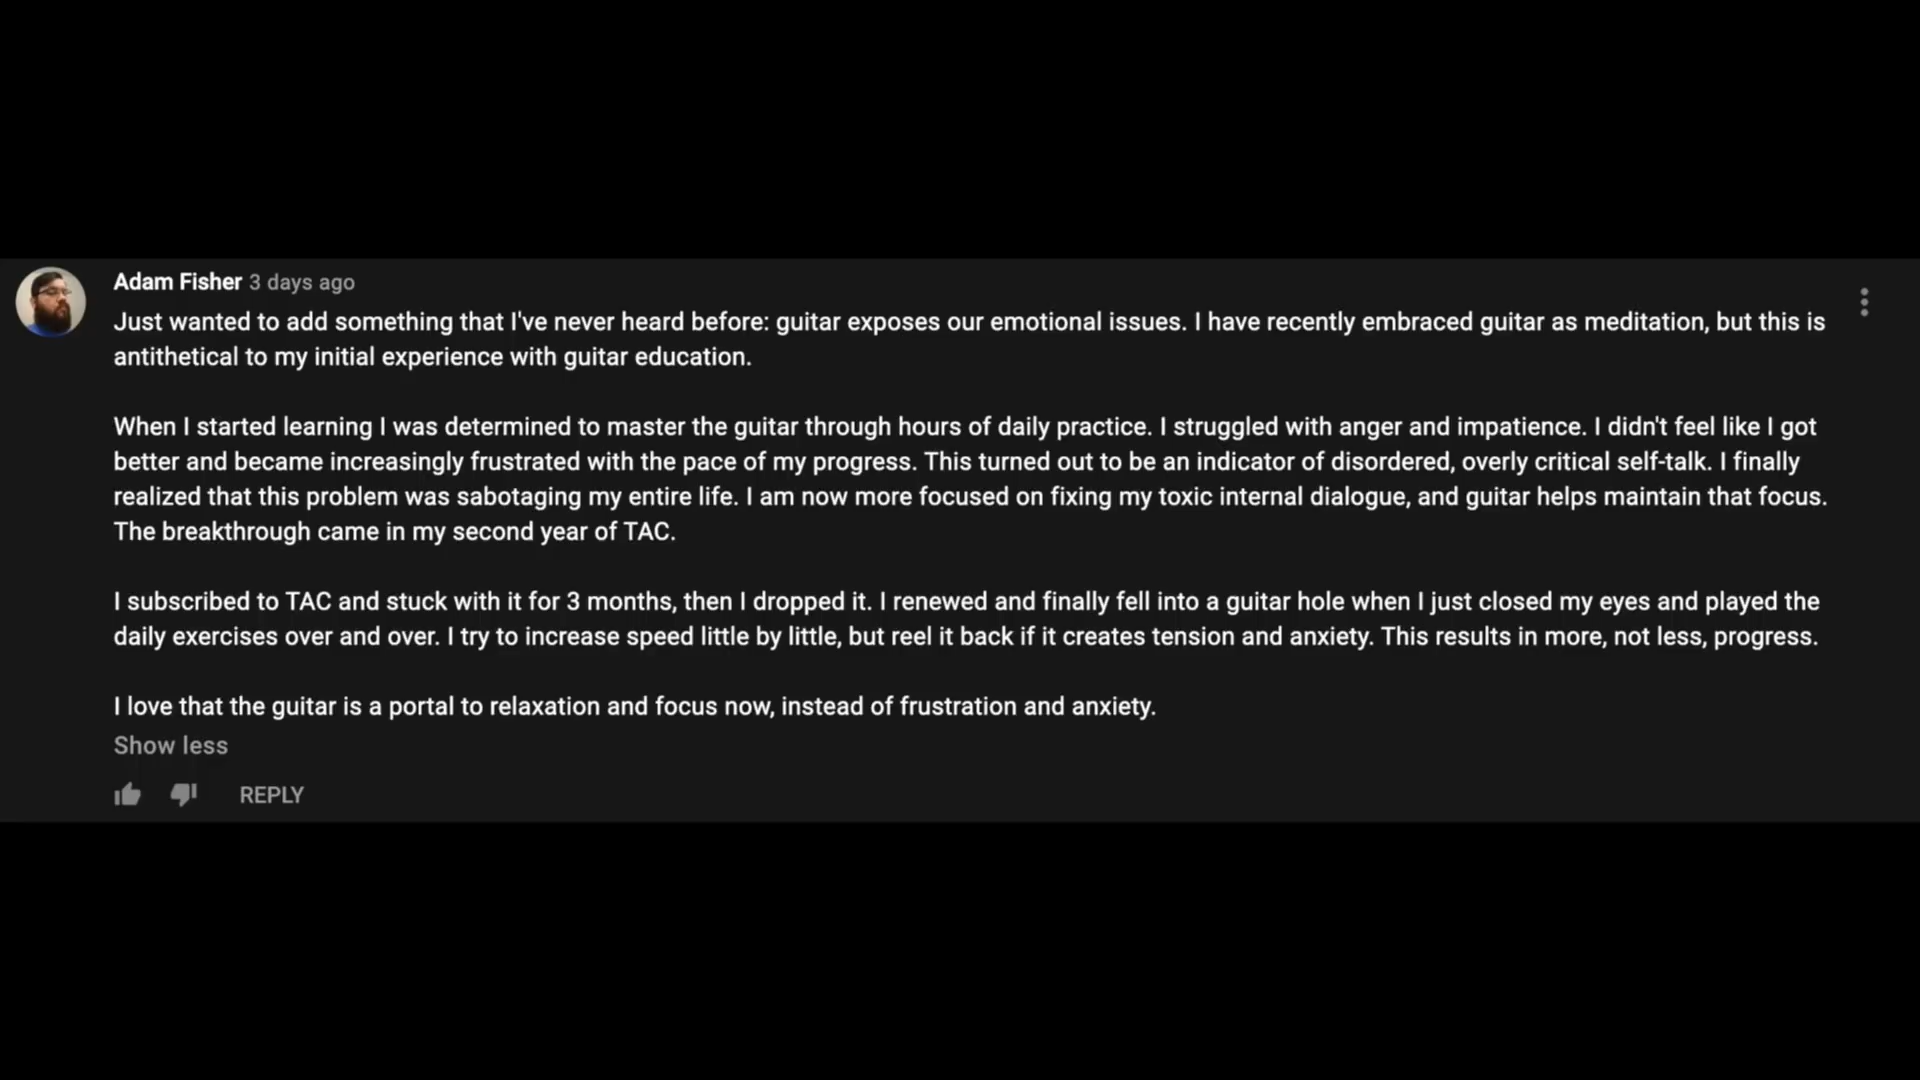 Adam Fisher 3 days ago
Just wanted to add something that I've never heard before: guitar exposes our emotional issues. I have recently embraced guitar as meditation, but this is
antithetical to my initial experience with guitar education.
When I started learning I was determined to master the guitar through hours of daily practice. I struggled with anger and impatience. I didn't feel like I got
better and became increasingly frustrated with the pace of my progress. This turned out to be an indicator of disordered, overly critical self-talk. I finally
realized that this problem was sabotaging my entire life. I am now more focused on fixing my toxic internal dialogue, and guitar helps maintain that focus.
The breakthrough came in my second year of TAC.
I subscribed to TAC and stuck with it for 3 months, then I dropped it. I renewed and finally fell into a guitar hole when I just closed my eyes and played the
daily exercises over and over. I try to increase speed little by little, but reel it back if it creates tension and anxiety. This results in more, not less, progress.
I love that the guitar is a portal to relaxation and focus now, instead of frustration and anxiety.
Show less
REPLY